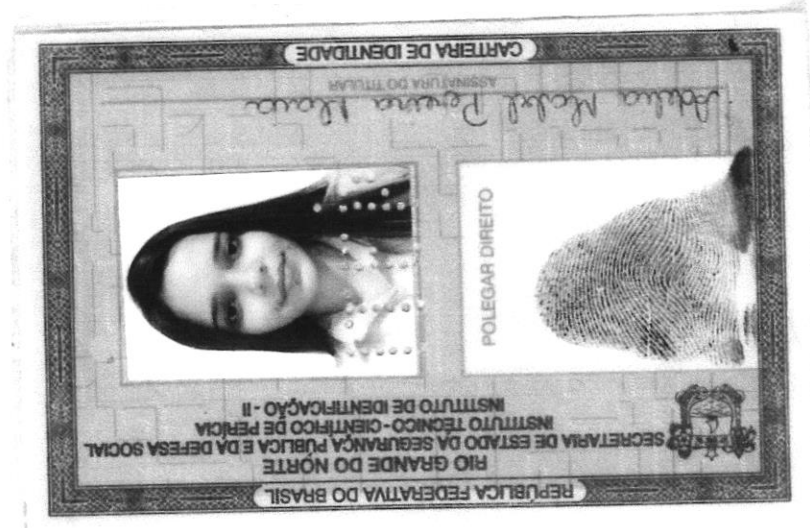 REPÚBLICA FEDERATIVA DO BRASIL
RIO GRANDE DO NORTE
SECRETARIA DE ESTADO DA SEGURANÇA PÚBLICA E DA DEFESA SOCIAL
INSTITUTO TÉCNICO - CIENTÍFICO DE PERÍCIA
INSTITUTO DE IDENTIFICAÇÃO - II
POLEGAR DIREITO
Pereira
ASSINATURA DO TITULAR
CARTEIRA DE IDENTIDADE